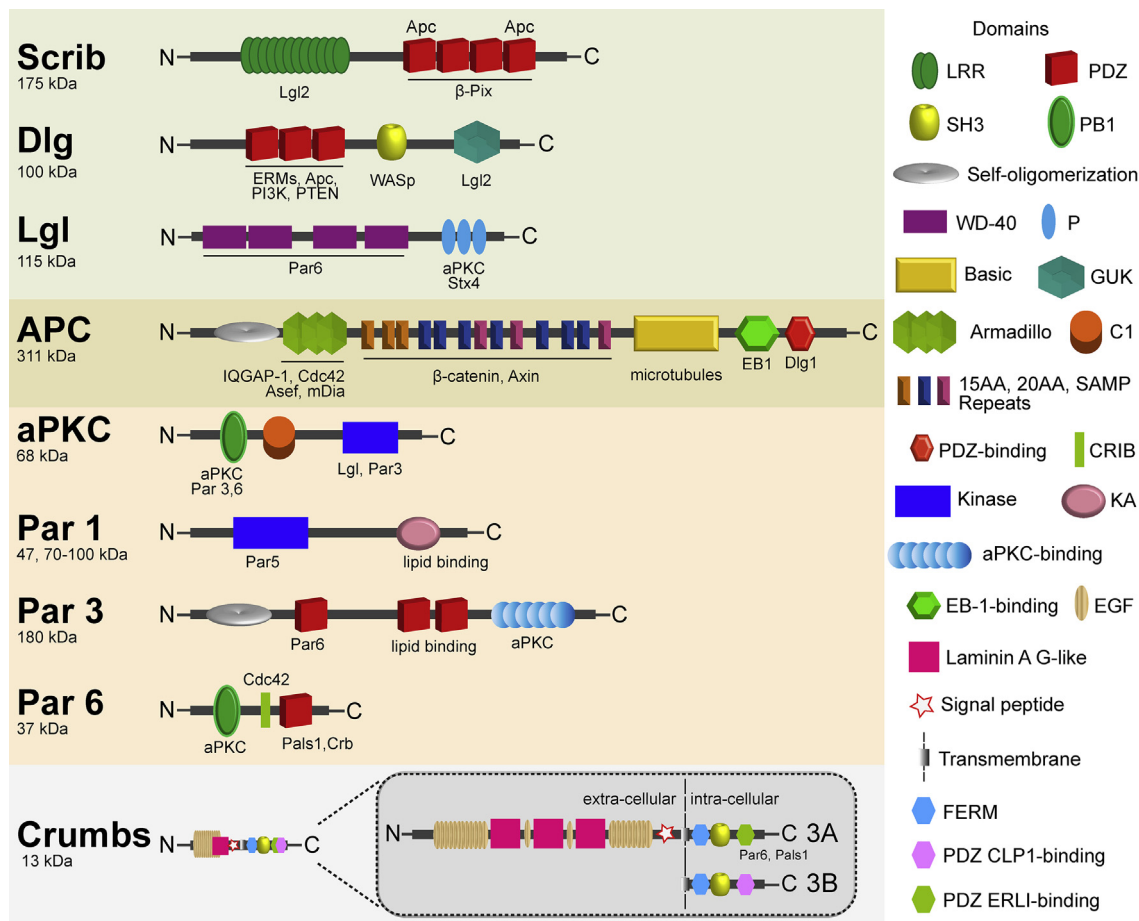 Apc Apc
Scrib N C
175 kDa
Lgl2 β-Pix
Dlg N C
100 kDa
ERMs, Apc, WASp Lgl2
PI3K, PTEN
Lgl N C
115 kDa
Par6 aPKC
Stx4
APC N C
311 kDa
IQGAP-1, Cdc42 β-catenin, Axin microtubules EB1 Dlg1
Asef, mDia
aPKC N C
68 kDa
aPKC Lgl, Par3
Par 3,6
Par 1 N C
47, 70-100 kDa
Par5 lipid binding
Par 3 N C
180 kDa
Par6 lipid binding aPKC
Cdc42
Par 6 N C
37 kDa
aPKC Pals1,Crb
extra-cellular intra-cellular
Crumbs N C N C 3A
13 kDa
Par6, Pals1
C 3B
Domains
LRR PDZ
SH3 PB1
Self-oligomerization
WD-40 P
Basic GUK
Armadillo C1
15AA, 20AA, SAMP
Repeats
PDZ-binding CRIB
Kinase KA
aPKC-binding
EB-1-binding EGF
Laminin A G-like
Signal peptide
Transmembrane
FERM
PDZ CLP1-binding
PDZ ERLI-binding